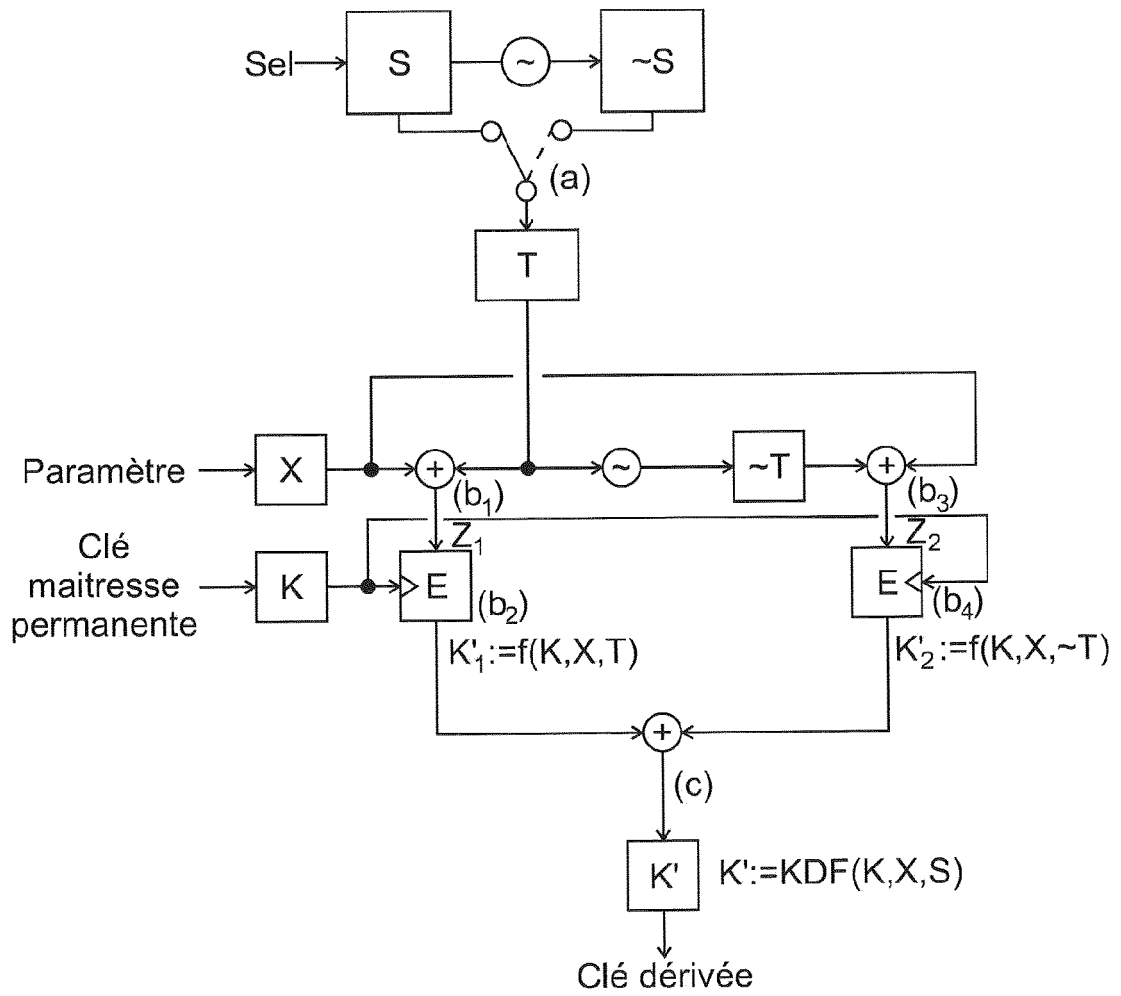 Sel
S
~
~S
(a)
T
Paramètre
X
+
(b1)
~
~T
+
(b3)
Clé
maitresse
permanente
K
Z1
E
(b2)
Z2
E
(b4)
K'1:=f(K,X,T)
K'2:=f(K,X,~T)
+
(c)
K'
K':=KDF(K,X,S)
Clé dérivée